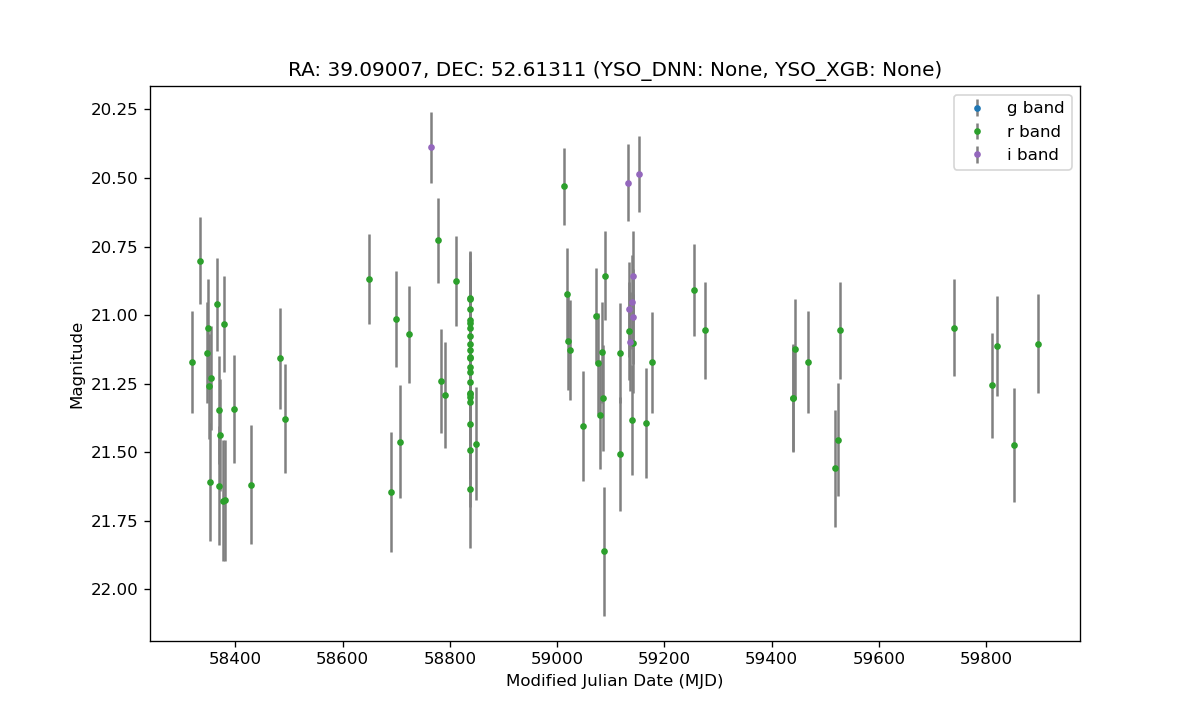 RA: 39.09007, DEC: 52.61311 (YSO_DNN: None, YSO_XGB: None)
g band
r band
i band
20.25
20.50
20.75
21.00
21.25
21.50
21.75
22.00
Magnitude
58400
58600
58800
59000
59200
59400
59600
59800
Modified Julian Date (MJD)